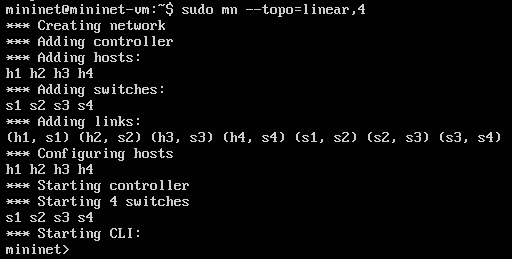 mininet@mininet-vm:~$ sudo mn --topo=linear,4
*** Creating network
*** Adding controller
*** Adding hosts:
h1 h2 h3 h4
*** Adding switches:
s1 s2 s3 s4
*** Adding links:
(h1, s1) (h2, s2) (h3, s3) (h4, s4) (s1, s2) (s2, s3) (s3, s4)
*** Configuring hosts
h1 h2 h3 h4
*** Starting controller
*** Starting 4 switches
s1 s2 s3 s4
*** Starting CLI:
mininet>